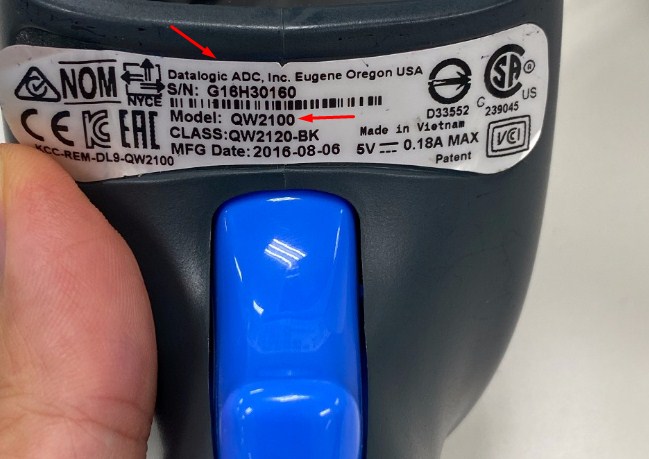 Datalogic ADC, Inc. Eugene Oregon USA
NOM
NYCE
S/N: G16H30160
Model: QW2100
CLASS:QW2120-BK
MFG Date: 2016-08-06
CE
EAC
KCC-REM-DL9-QW2100
Made in Vietnam
5V ⎓ 0.18A MAX
Patent
D33552
SA
®
C
US
239045
VCI